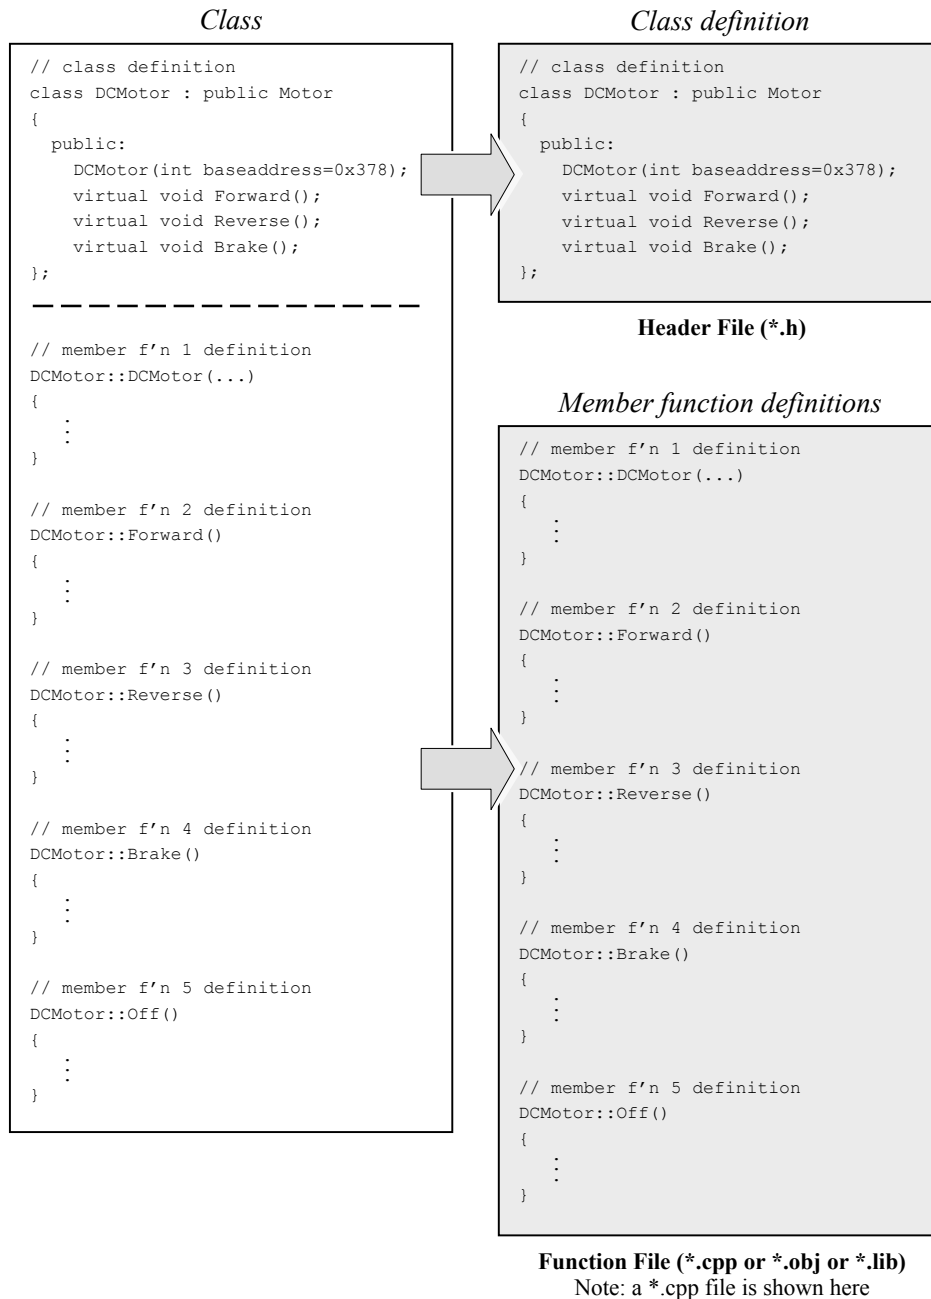 Class
// class definition
class DCMotor : public Motor
{
  public:
    DCMotor(int baseaddress=0x378);
    virtual void Forward();
    virtual void Reverse();
    virtual void Brake();
};
// member f’n 1 definition
DCMotor::DCMotor(...)
{
⋮
}
// member f’n 2 definition
DCMotor::Forward()
{
⋮
}
// member f’n 3 definition
DCMotor::Reverse()
{
⋮
}
// member f’n 4 definition
DCMotor::Brake()
{
⋮
}
// member f’n 5 definition
DCMotor::Off()
{
⋮
}
Class definition
// class definition
class DCMotor : public Motor
{
  public:
    DCMotor(int baseaddress=0x378);
    virtual void Forward();
    virtual void Reverse();
    virtual void Brake();
};
Header File (*.h)
Member function definitions
// member f’n 1 definition
DCMotor::DCMotor(...)
{
⋮
}
// member f’n 2 definition
DCMotor::Forward()
{
⋮
}
// member f’n 3 definition
DCMotor::Reverse()
{
⋮
}
// member f’n 4 definition
DCMotor::Brake()
{
⋮
}
// member f’n 5 definition
DCMotor::Off()
{
⋮
}
Function File (*.cpp or *.obj or *.lib)
Note: a *.cpp file is shown here